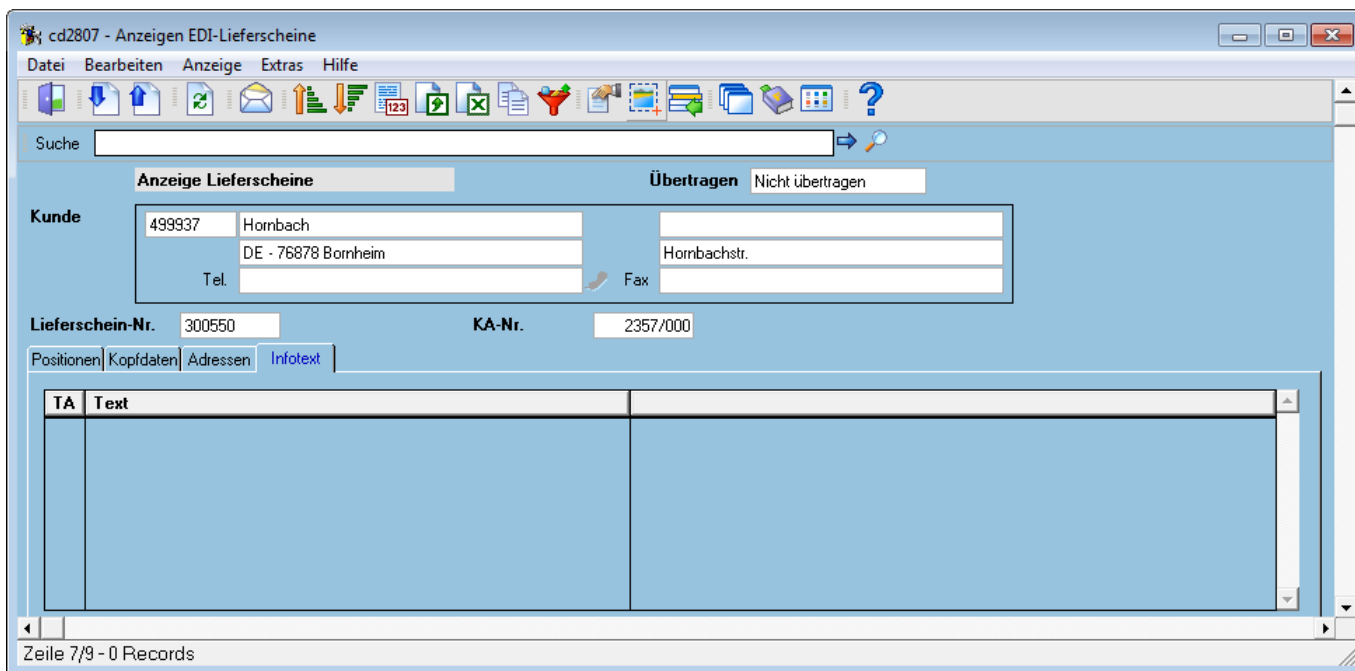 cd2807 - Anzeigen EDI-Lieferscheine
Datei Bearbeiten Anzeige Extras Hilfe
123
Suche
Anzeige Lieferscheine Übertragen Nicht übertragen
Kunde 499937 Hornbach
DE - 76878 Bornheim Hornbachstr.
Tel. Fax
Lieferschein-Nr. 300550 KA-Nr. 2357/000
Positionen Kopfdaten Adressen Infotext
TA Text
Zeile 7/9 - 0 Records